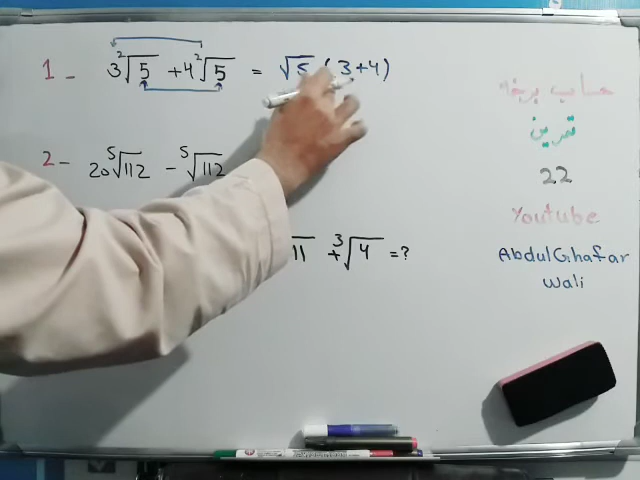 1- 3²√5 + 4²√5 = √5 (3+4)
2- 20⁵√112 - ⁵√112
11 + ³√4 = ?
حساب برخه
تمرین
22
Youtube
AbdulGhafar
Wali